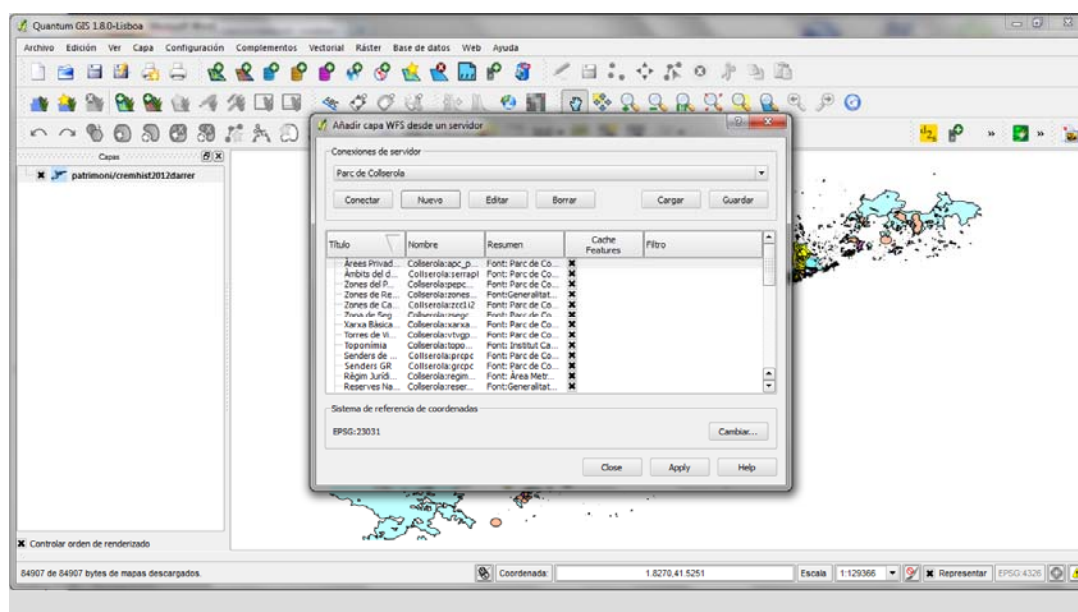 Quantum GIS 1.8.0-Lisboa
Archivo Edición Ver Capa Configuración Complementos Vectorial Ráster Base de datos Web Ayuda
Capas
patrimoni/cremhist2012darrer
Añadir capa WFS desde un servidor
Conexiones de servidor
Parc de Collserola
Conectar Nuevo Editar Borrar Cargar Guardar
Título Nombre Resumen Cache Features Filtro
Àrees Privad... Collserola:apc_p... Font: Parc de Co...
Àmbits del d... Collserola:serrapl Font: Parc de Co...
Zones del P... Collserola:pepc... Font: Parc de Co...
Zones de Re... Collserola:zones... Font:Generalitat...
Zones de Ca... Collserola:zcc1i2 Font: Parc de Co...
Zona de Seg... Collserola:zsegc... Font: Parc de Co...
Xarxa Bàsica... Collserola:xarxa... Font: Parc de Co...
Torres de Vi... Collserola:vtvgp... Font: Parc de Co...
Toponímia Collserola:topo... Font: Institut Ca...
Senders de ... Collserola:prcpc Font: Parc de Co...
Senders GR Collserola:grcpc Font: Parc de Co...
Règim Jurídi... Collserola:regim... Font: Àrea Metr...
Reserves Na... Collserola:reser... Font:Generalitat...
Sistema de referencia de coordenadas
EPSG:23031
Cambiar...
Close Apply Help
Controlar orden de renderizado
84907 de 84907 bytes de mapas descargados.
Coordenada: 1.8270,41.5251 Escala 1:129366 Representar EPSG:4326